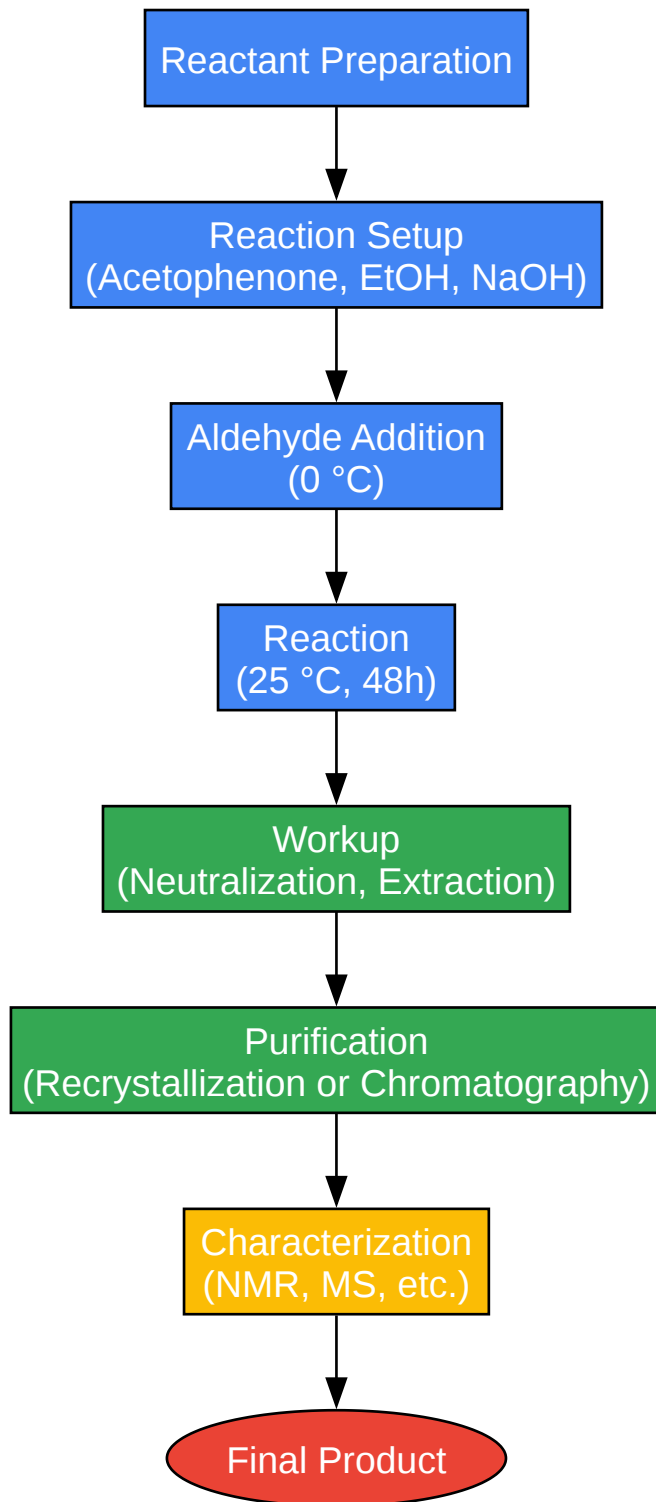 Reactant Preparation
Reaction Setup
(Acetophenone, EtOH, NaOH)
Aldehyde Addition
(0 °C)
Reaction
(25 °C, 48h)
Workup
(Neutralization, Extraction)
Purification
(Recrystallization or Chromatography)
Characterization
(NMR, MS, etc.)
Final Product